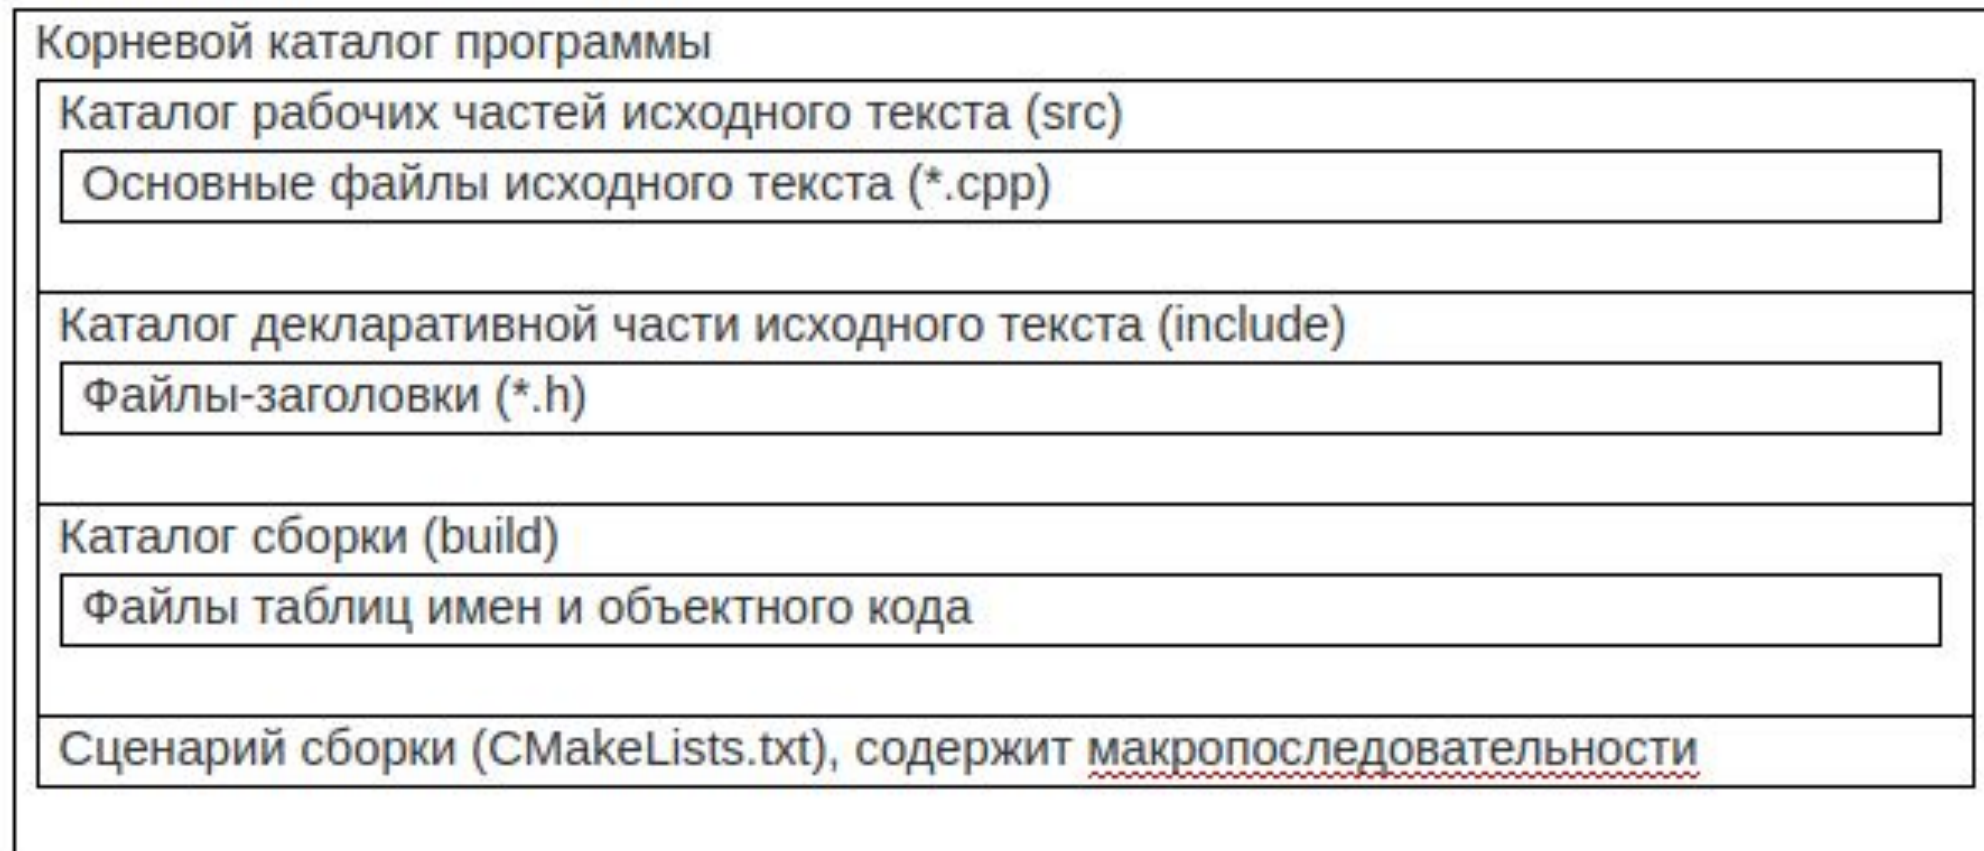 Корневой каталог программы
Каталог рабочих частей исходного текста (src)
Основные файлы исходного текста (*.cpp)
Каталог декларативной части исходного текста (include)
Файлы-заголовки (*.h)
Каталог сборки (build)
Файлы таблиц имен и объектного кода
Сценарий сборки (CMakeLists.txt), содержит макропоследовательности